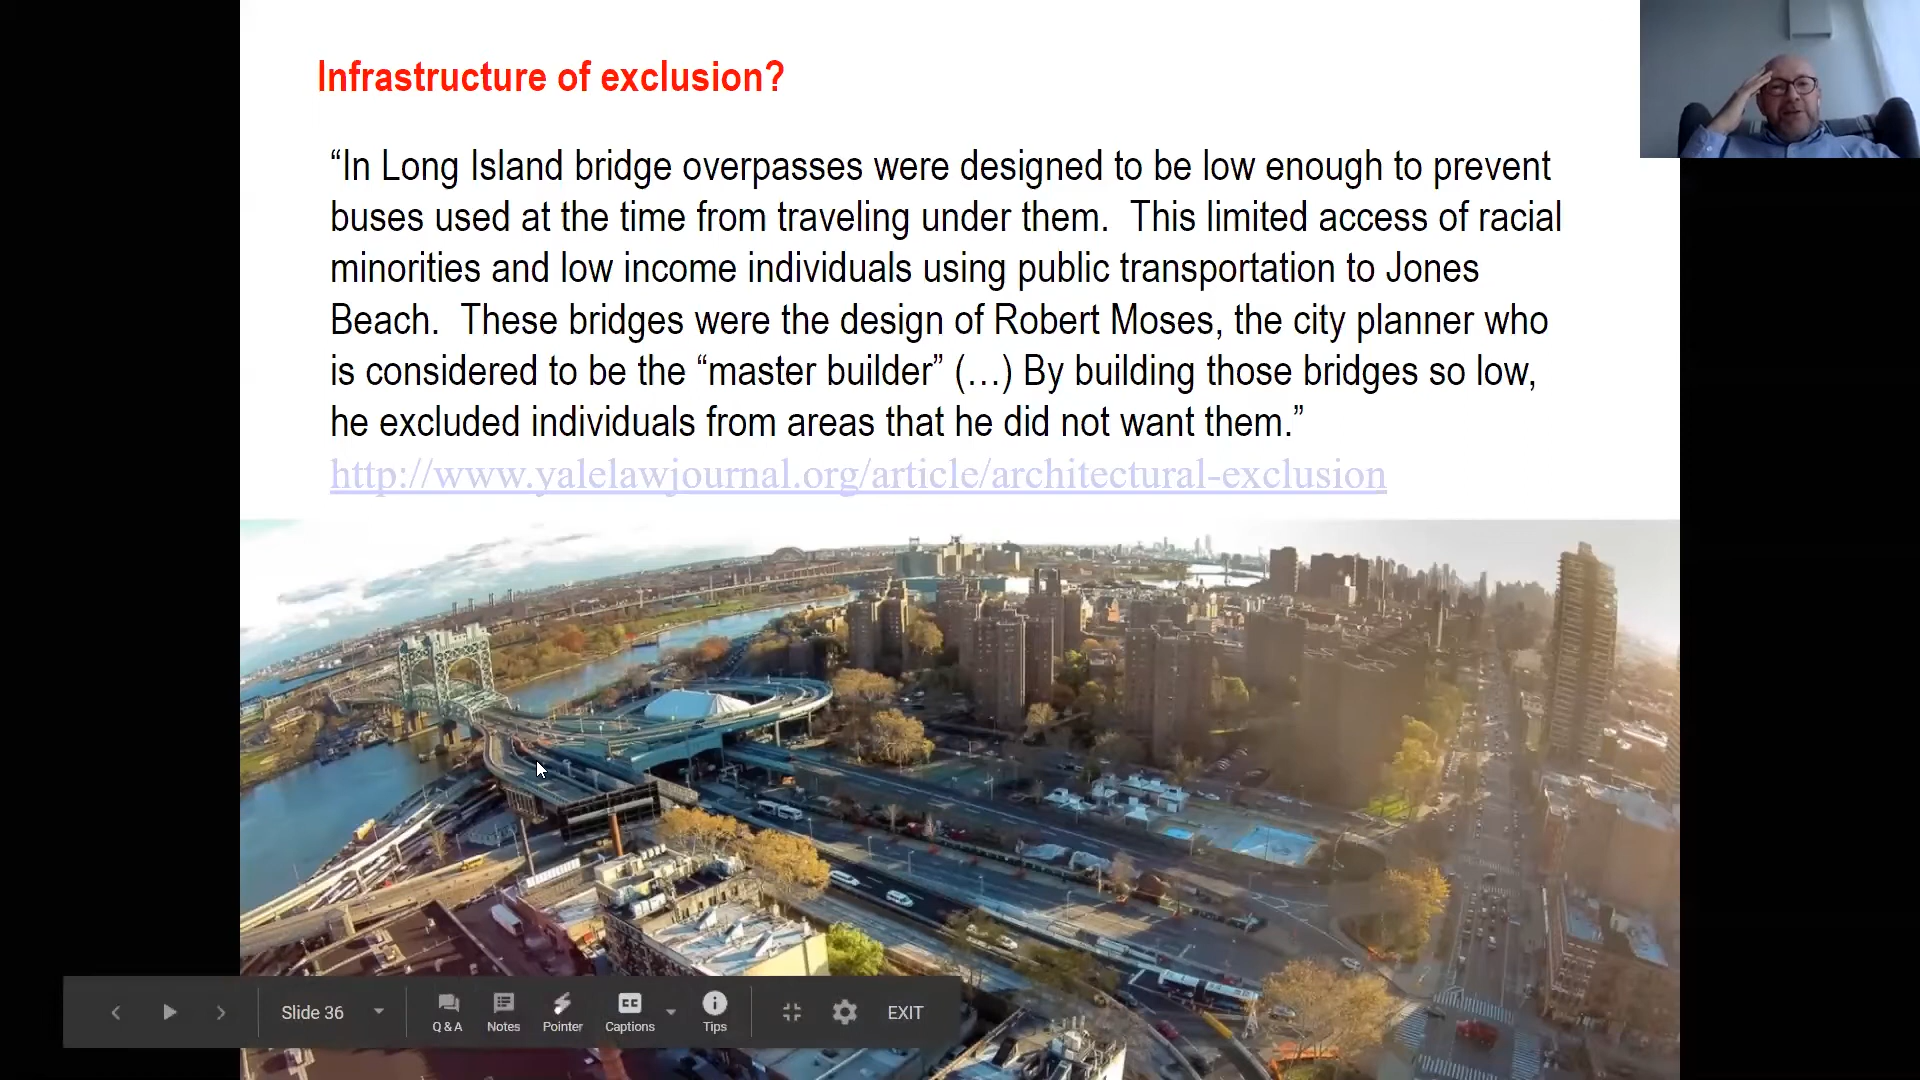 Infrastructure of exclusion?
“In Long Island bridge overpasses were designed to be low enough to prevent
buses used at the time from traveling under them.  This limited access of racial
minorities and low income individuals using public transportation to Jones
Beach.  These bridges were the design of Robert Moses, the city planner who
is considered to be the “master builder” (…) By building those bridges so low,
he excluded individuals from areas that he did not want them.”
http://www.yalelawjournal.org/article/architectural-exclusion
Slide 36
Q & A
Notes
Pointer
CC
Captions
Tips
EXIT